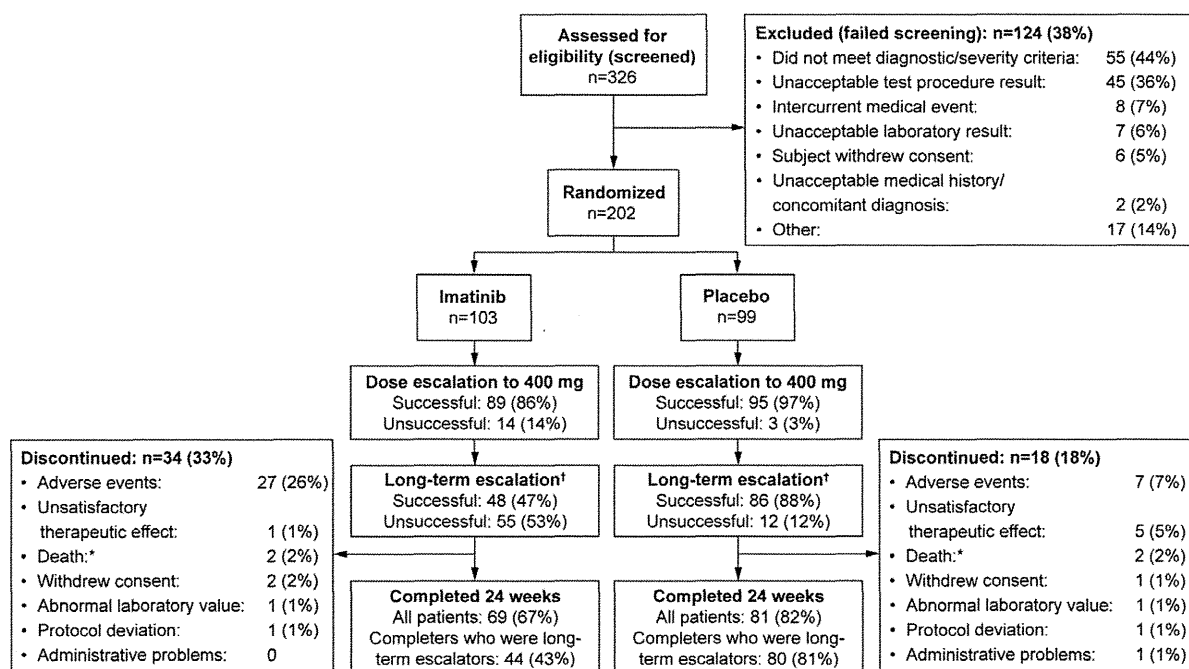 Assessed for
eligibility (screened)
n=326
Excluded (failed screening): n=124 (38%)
• Did not meet diagnostic/severity criteria: 55 (44%)
• Unacceptable test procedure result: 45 (36%)
• Intercurrent medical event: 8 (7%)
• Unacceptable laboratory result: 7 (6%)
• Subject withdrew consent: 6 (5%)
• Unacceptable medical history/
concomitant diagnosis: 2 (2%)
• Other: 17 (14%)
Randomized
n=202
Imatinib
n=103
Placebo
n=99
Dose escalation to 400 mg
Successful: 89 (86%)
Unsuccessful: 14 (14%)
Dose escalation to 400 mg
Successful: 95 (97%)
Unsuccessful: 3 (3%)
Discontinued: n=34 (33%)
• Adverse events: 27 (26%)
• Unsatisfactory
therapeutic effect: 1 (1%)
• Death:* 2 (2%)
• Withdrew consent: 2 (2%)
• Abnormal laboratory value: 1 (1%)
• Protocol deviation: 1 (1%)
• Administrative problems: 0
Long-term escalation†
Successful: 48 (47%)
Unsuccessful: 55 (53%)
Long-term escalation†
Successful: 86 (88%)
Unsuccessful: 12 (12%)
Discontinued: n=18 (18%)
• Adverse events: 7 (7%)
• Unsatisfactory
therapeutic effect: 5 (5%)
• Death:* 2 (2%)
• Withdrew consent: 1 (1%)
• Abnormal laboratory value: 1 (1%)
• Protocol deviation: 1 (1%)
• Administrative problems: 1 (1%)
Completed 24 weeks
All patients: 69 (67%)
Completers who were long-
term escalators: 44 (43%)
Completed 24 weeks
All patients: 81 (82%)
Completers who were long-
term escalators: 80 (81%)